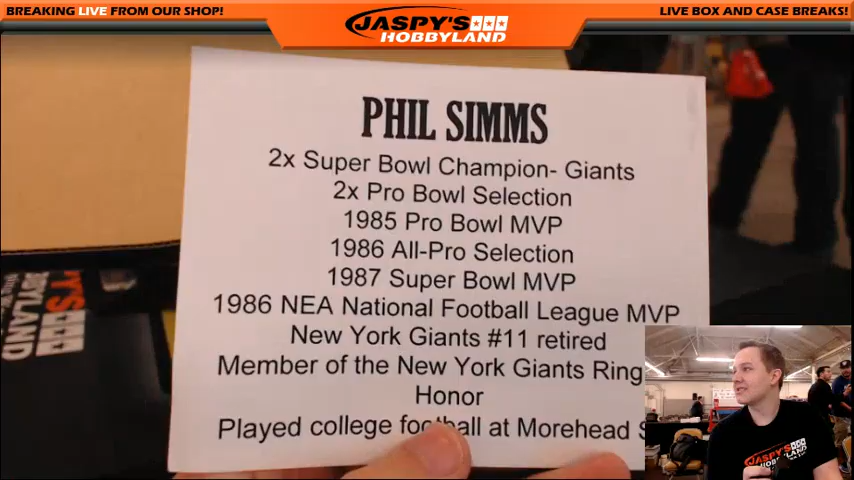 BREAKING LIVE FROM OUR SHOP!
JASPY'S
HOBBYLAND
LIVE BOX AND CASE BREAKS!
PHIL SIMMS
2x Super Bowl Champion- Giants
2x Pro Bowl Selection
1985 Pro Bowl MVP
1986 All-Pro Selection
1987 Super Bowl MVP
1986 NEA National Football League MVP
New York Giants #11 retired
Member of the New York Giants Ring
Honor
Played college football at Morehead S
JASPY'S